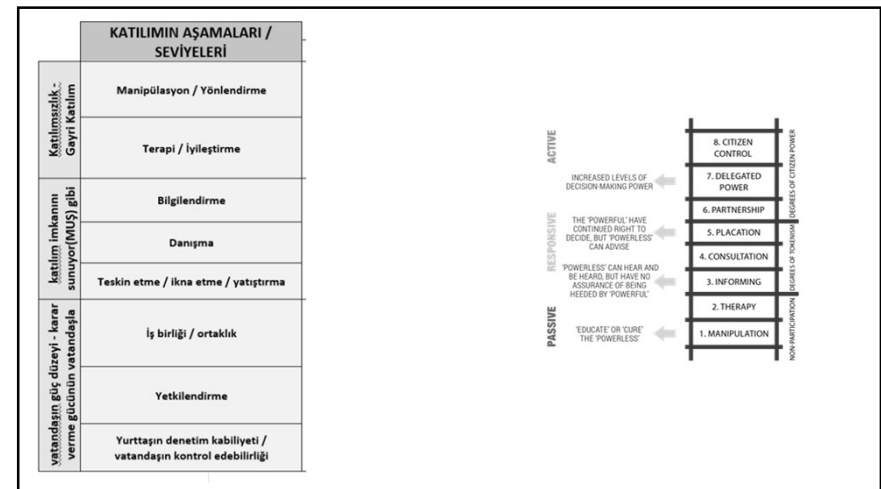 KATILIMIN AŞAMALARI /
SEVİYELERİ
Katılımsızlık -
Gayri Katılım
Manipülasyon / Yönlendirme
Terapi / İyileştirme
katılım imkanını
sunuyor(MUŞ) gibi
Bilgilendirme
Danışma
Teskin etme / ikna etme / yatıştırma
vatandaşın güç düzeyi - karar
verme gücünün vatandaşla
İş birliği / ortaklık
Yetkilendirme
Yurttaşın denetim kabiliyeti /
vatandaşın kontrol edebilirliği
ACTIVE
RESPONSIVE
PASSIVE
INCREASED LEVELS OF
DECISION-MAKING POWER
THE 'POWERFUL' HAVE
CONTINUED RIGHT TO
DECIDE, BUT 'POWERLESS'
CAN ADVISE
'POWERLESS' CAN HEAR AND
BE HEARD, BUT HAVE NO
ASSURANCE OF BEING
HEEDED BY 'POWERFUL'
'EDUCATE' OR 'CURE'
THE 'POWERLESS'
8. CITIZEN
CONTROL
7. DELEGATED
POWER
6. PARTNERSHIP
5. PLACATION
4. CONSULTATION
3. INFORMING
2. THERAPY
1. MANIPULATION
DEGREES OF CITIZEN POWER
DEGREES OF TOKENISM
NON-PARTICIPATION